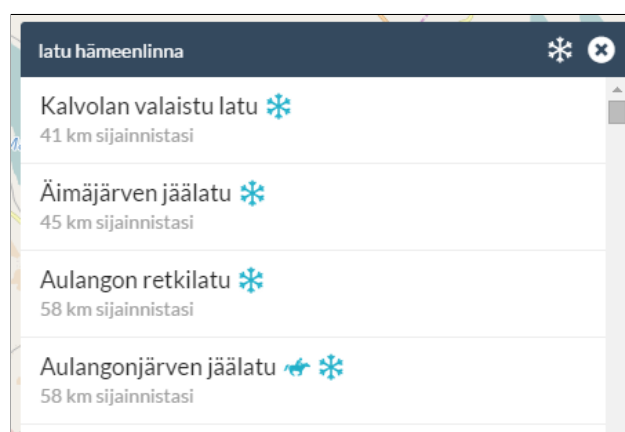 latu hämeenlinna
Kalvolan valaistu latu
41 km sijainnistasi
Äimäjärven jäälatu
45 km sijainnistasi
Aulangon retkilatu
58 km sijainnistasi
Aulangonjärven jäälatu
58 km sijainnistasi